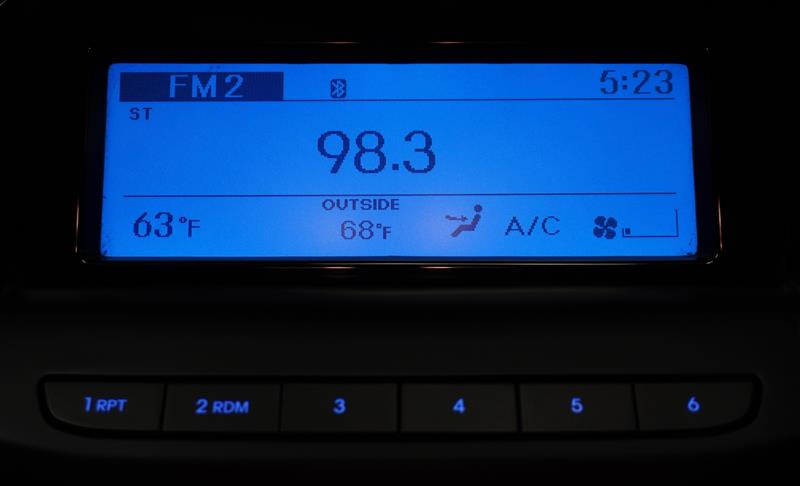 FM2 5:23
ST
98.3
OUTSIDE
63°F 68°F A/C
1 RPT 2 RDM 3 4 5 6